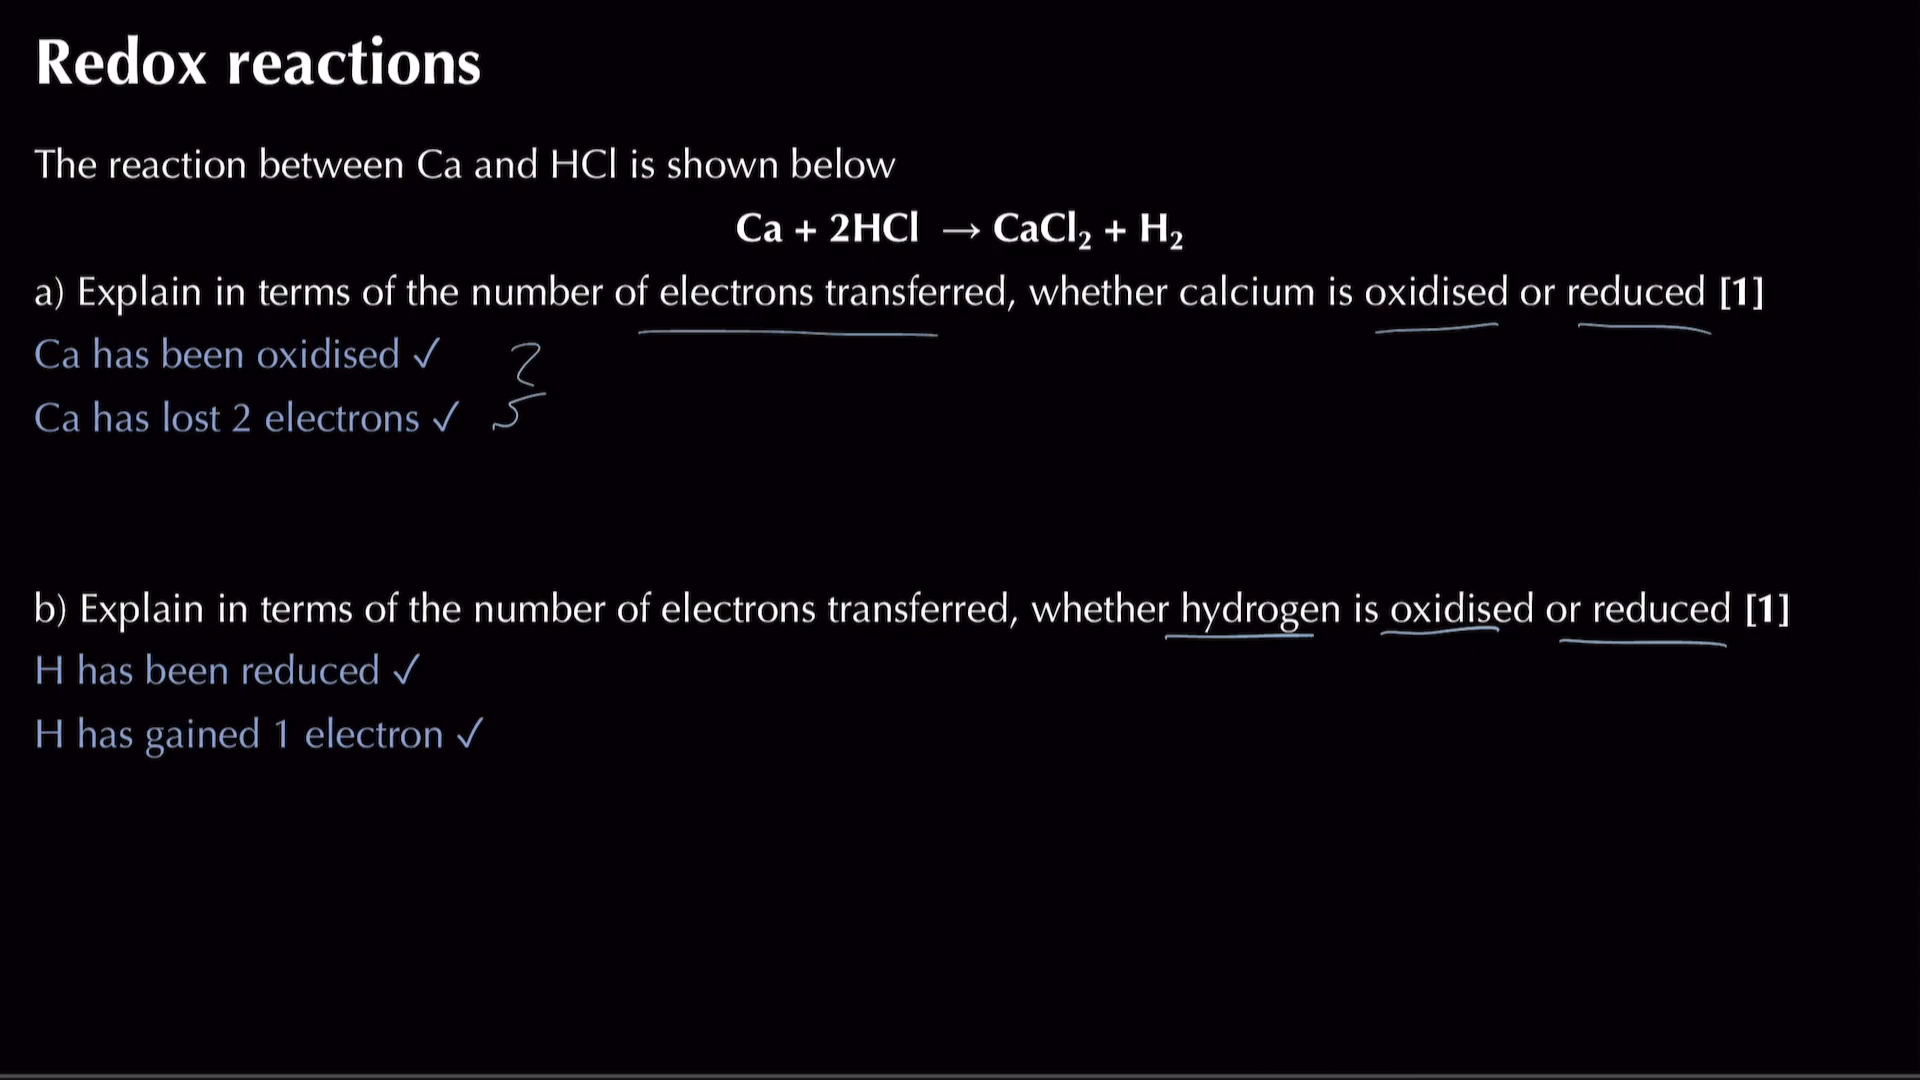 Redox reactions
The reaction between Ca and HCl is shown below
Ca + 2HCl → CaCl₂ + H₂
a) Explain in terms of the number of electrons transferred, whether calcium is oxidised or reduced [1]
Ca has been oxidised ✓
Ca has lost 2 electrons ✓
b) Explain in terms of the number of electrons transferred, whether hydrogen is oxidised or reduced [1]
H has been reduced ✓
H has gained 1 electron ✓